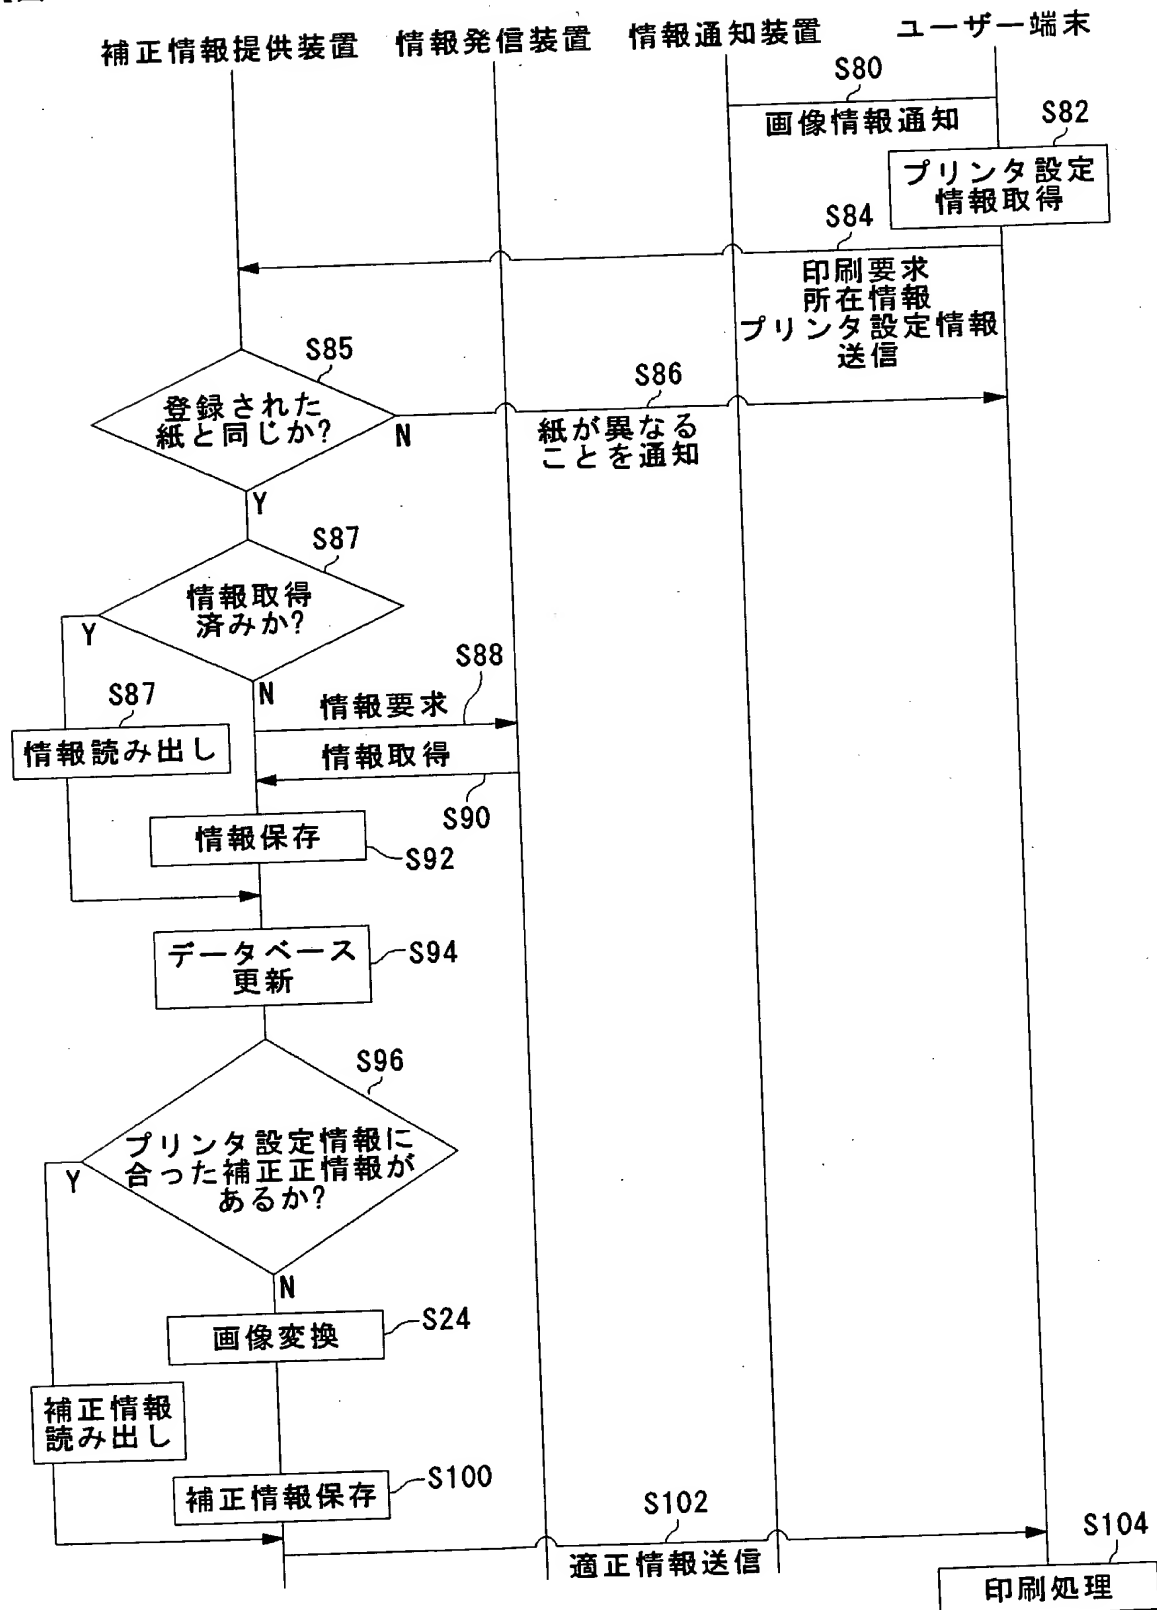 補正情報提供装置 情報発信装置 情報通知装置 ユーザー端末
S80
画像情報通知
S82
プリンタ設定
情報取得
S84
印刷要求
所在情報
プリンタ設定情報
送信
S85
登録された
紙と同じか?
N
S86
紙が異なる
ことを通知
Y
S87
情報取得
済みか?
Y
N
S88
情報要求
S87
情報読み出し
情報取得
S90
情報保存
S92
データベース
更新
S94
S96
プリンタ設定情報に
合った補正正情報が
あるか?
Y
N
画像変換
S24
補正情報
読み出し
補正情報保存
S100
S102
適正情報送信
S104
印刷処理